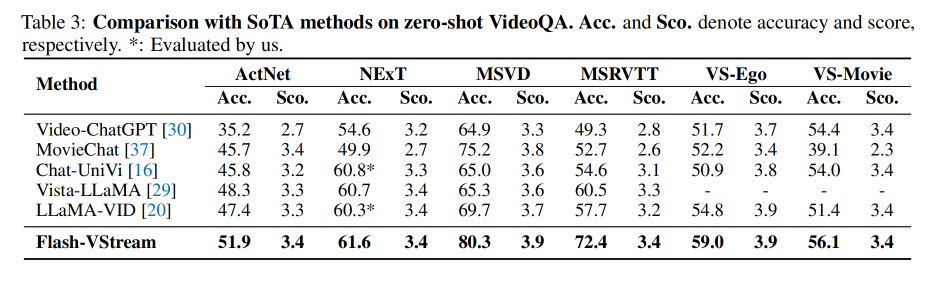 Table 3: Comparison with SoTA methods on zero-shot VideoQA. Acc. and Sco. denote accuracy and score,
respectively. *: Evaluated by us.
Method ActNet NExT MSVD MSRVTT VS-Ego VS-Movie
Acc. Sco. Acc. Sco. Acc. Sco. Acc. Sco. Acc. Sco. Acc. Sco.
Video-ChatGPT [30] 35.2 2.7 54.6 3.2 64.9 3.3 49.3 2.8 51.7 3.7 54.4 3.4
MovieChat [37] 45.7 3.4 49.9 2.7 75.2 3.8 52.7 2.6 52.2 3.4 39.1 2.3
Chat-UniVi [16] 45.8 3.2 60.8* 3.3 65.0 3.6 54.6 3.1 50.9 3.8 54.0 3.4
Vista-LLaMA [29] 48.3 3.3 60.7 3.4 65.3 3.6 60.5 3.3 - - - -
LLaMA-VID [20] 47.4 3.3 60.3* 3.4 69.7 3.7 57.7 3.2 54.8 3.9 51.4 3.4
Flash-VStream 51.9 3.4 61.6 3.4 80.3 3.9 72.4 3.4 59.0 3.9 56.1 3.4